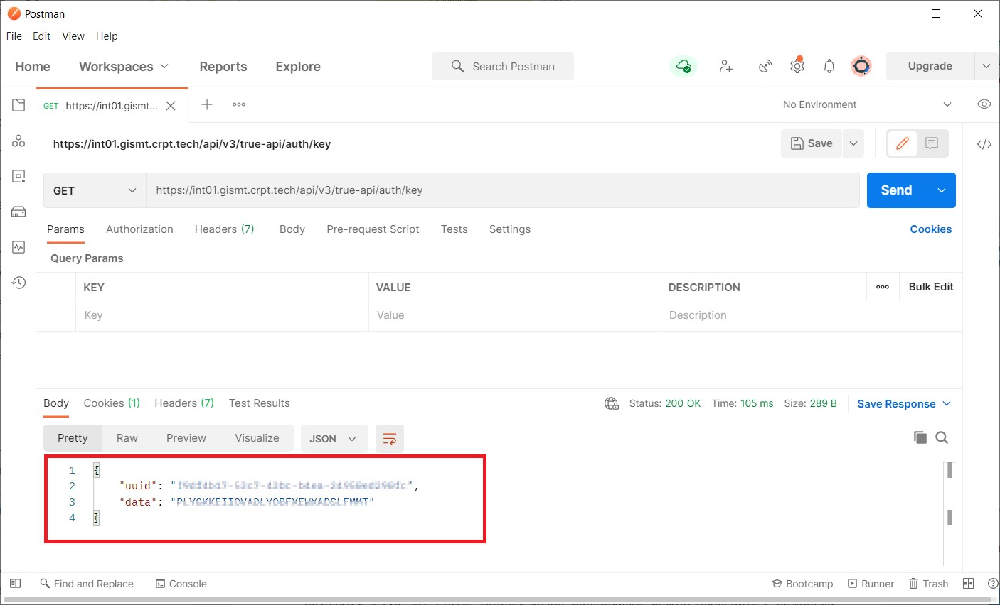 Postman
File Edit View Help
Home Workspaces Reports Explore Search Postman Upgrade
GET https://int01.gismt... No Environment
https://int01.gismt.crpt.tech/api/v3/true-api/auth/key Save
GET https://int01.gismt.crpt.tech/api/v3/true-api/auth/key Send
Params Authorization Headers (7) Body Pre-request Script Tests Settings Cookies
Query Params
KEY VALUE DESCRIPTION Bulk Edit
Key Value Description
Body Cookies (1) Headers (7) Test Results Status: 200 OK Time: 105 ms Size: 289 B Save Response
Pretty Raw Preview Visualize JSON
1 {
2 "uuid": "
3 "data": "
4 }
Find and Replace Console Bootcamp Runner Trash